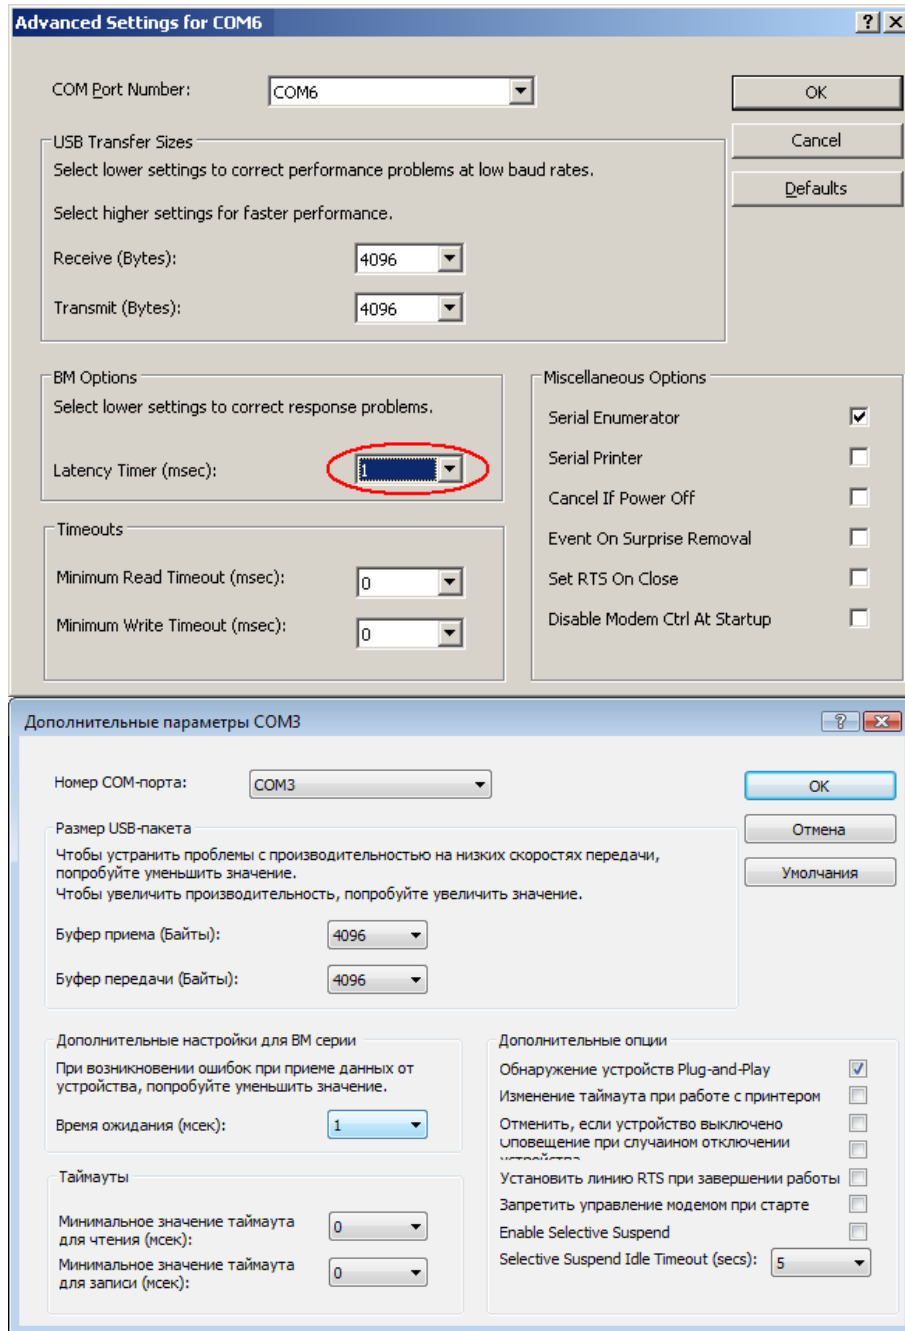 Advanced Settings for COM6
COM Port Number:
COM6
OK
Cancel
Defaults
USB Transfer Sizes
Select lower settings to correct performance problems at low baud rates.
Select higher settings for faster performance.
Receive (Bytes):
4096
Transmit (Bytes):
4096
BM Options
Select lower settings to correct response problems.
Latency Timer (msec):
1
Timeouts
Minimum Read Timeout (msec):
0
Minimum Write Timeout (msec):
0
Miscellaneous Options
Serial Enumerator
Serial Printer
Cancel If Power Off
Event On Surprise Removal
Set RTS On Close
Disable Modem Ctrl At Startup
Дополнительные параметры COM3
Номер COM-порта:
COM3
OK
Отмена
Умолчания
Размер USB-пакета
Чтобы устранить проблемы с производительностью на низких скоростях передачи,
попробуйте уменьшить значение.
Чтобы увеличить производительность, попробуйте увеличить значение.
Буфер приема (Байты):
4096
Буфер передачи (Байты):
4096
Дополнительные настройки для BM серии
При возникновении ошибок при приеме данных от
устройства, попробуйте уменьшить значение.
Время ожидания (мсек):
1
Таймауты
Минимальное значение таймаута
для чтения (мсек):
0
Минимальное значение таймаута
для записи (мсек):
0
Дополнительные опции
Обнаружение устройств Plug-and-Play
Изменение таймаута при работе с принтером
Отменить, если устройство выключено
Оповещение при случайном отключении
устройства
Установить линию RTS при завершении работы
Запретить управление модемом при старте
Enable Selective Suspend
Selective Suspend Idle Timeout (secs):
5